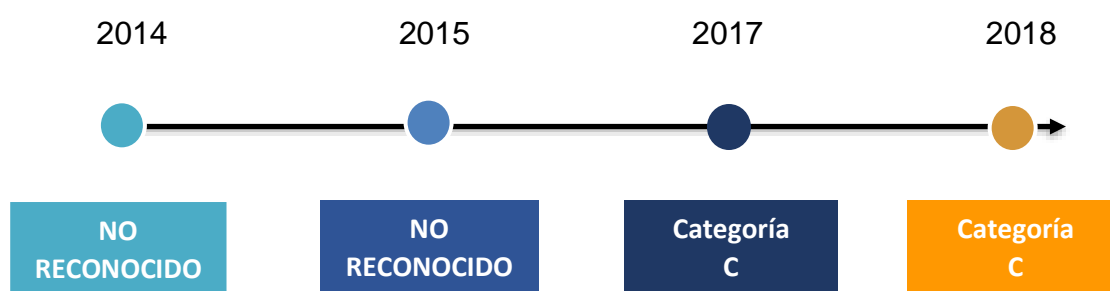 2014 2015 2017 2018
NO
RECONOCIDO
NO
RECONOCIDO
Categoría
C
Categoría
C